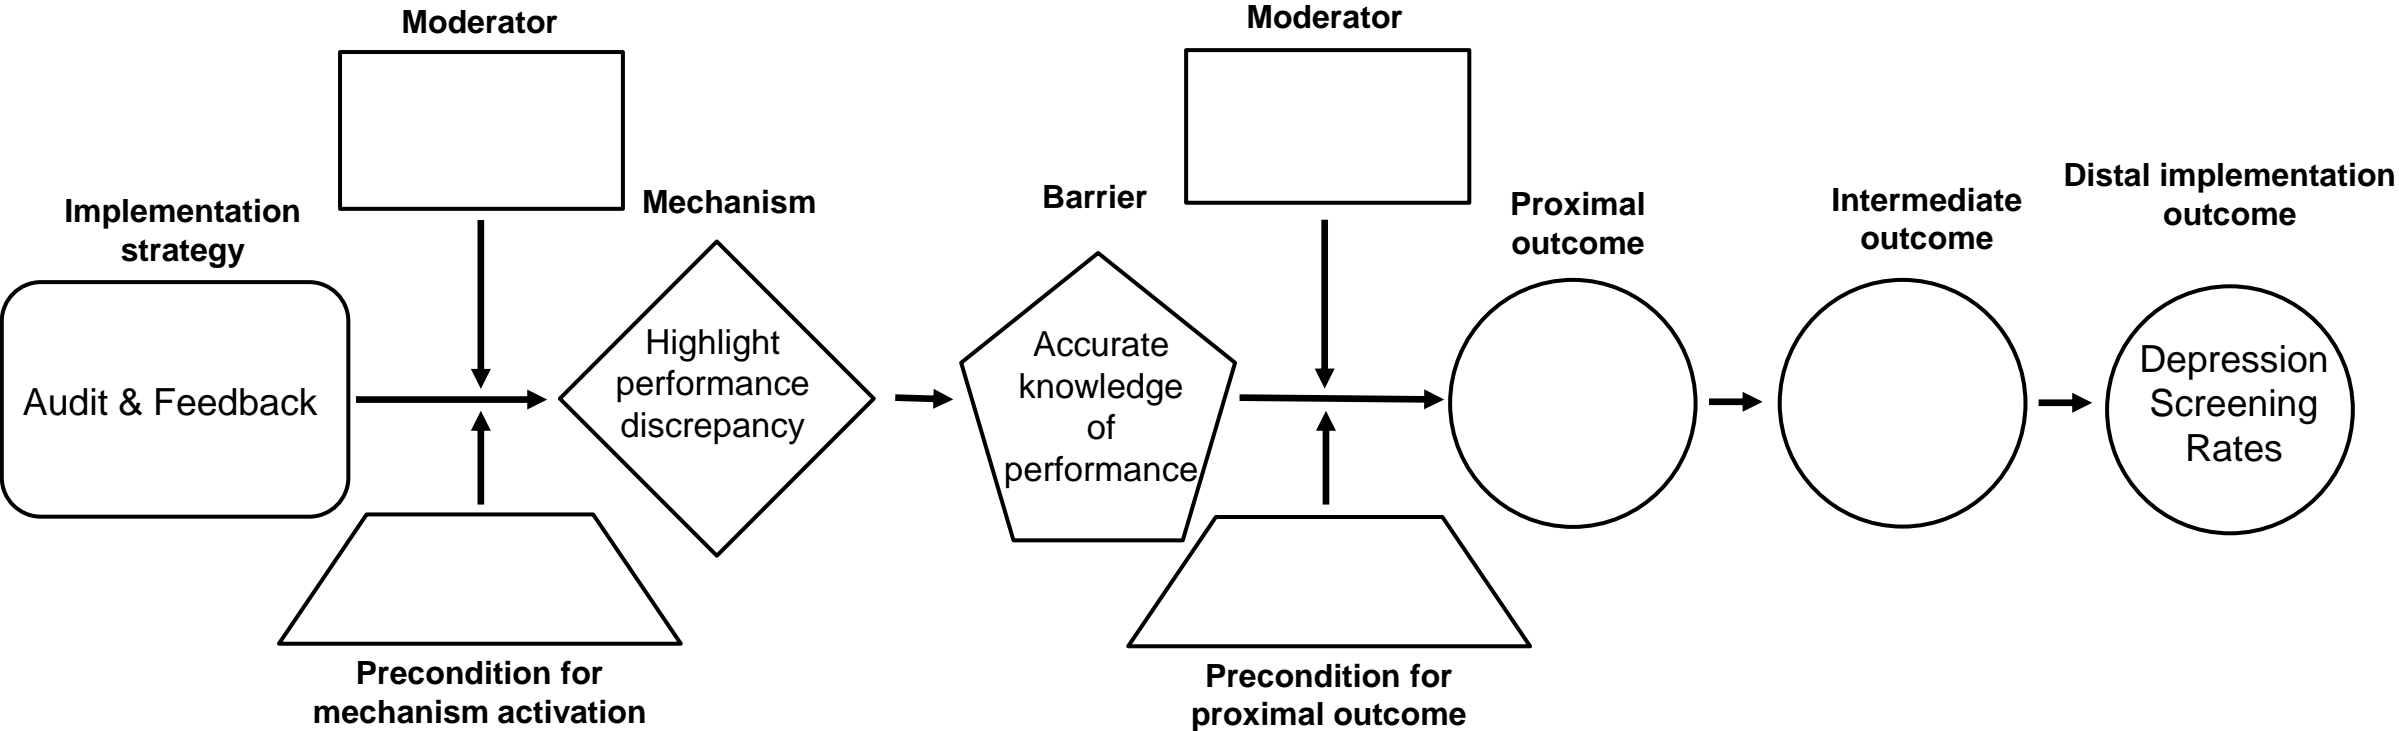 Moderator
Moderator
Implementation
strategy
Mechanism
Barrier
Proximal
outcome
Intermediate
outcome
Distal implementation
outcome
Audit & Feedback
Highlight
performance
discrepancy
Accurate
knowledge
of
performance
Depression
Screening
Rates
Precondition for
mechanism activation
Precondition for
proximal outcome